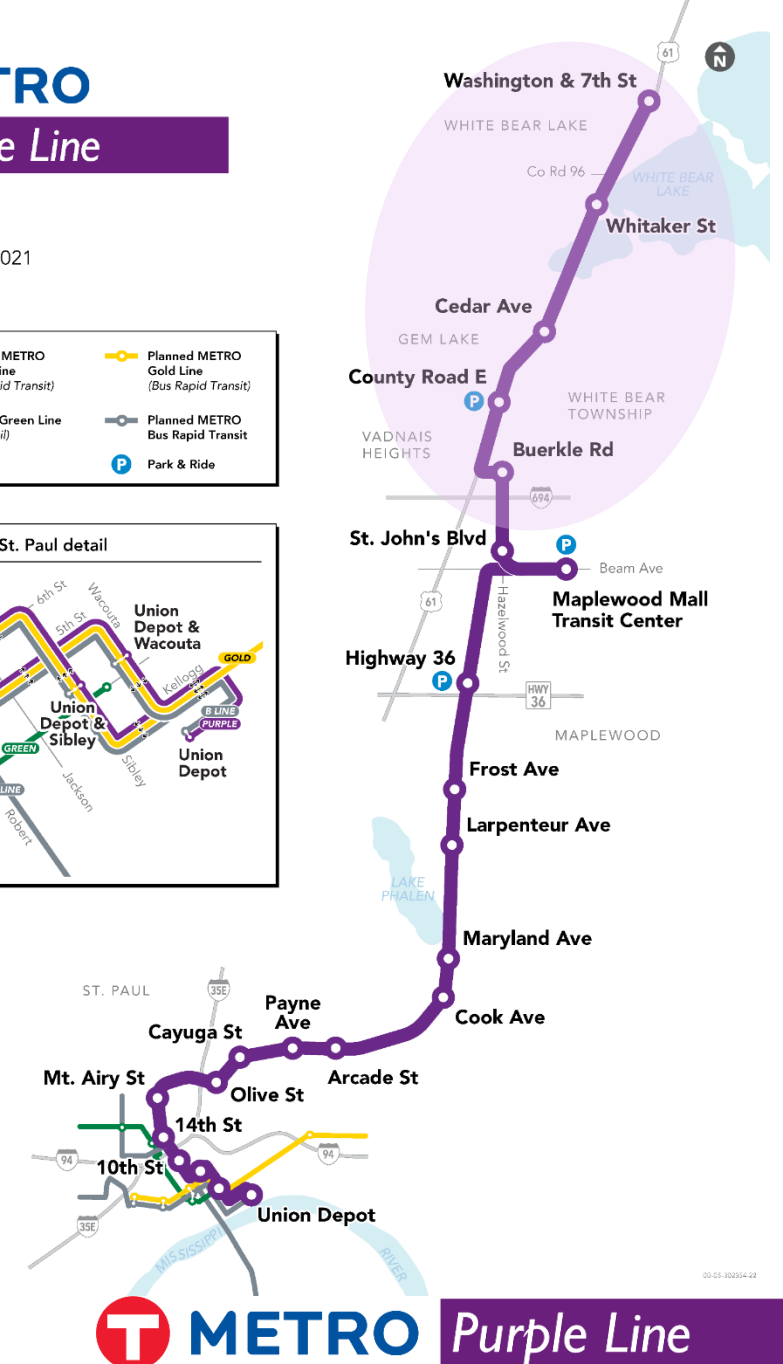 TRO
e Line
021
METRO
ine
id Transit)
Green Line
il)
Planned METRO
Gold Line
(Bus Rapid Transit)
Planned METRO
Bus Rapid Transit
P
Park & Ride
St. Paul detail
6th St
5th St
Wacouta
Union
Depot &
Wacouta
GOLD
Kellogg
B LINE
PURPLE
Union
Depot &
Sibley
Union
Depot
GREEN
LINE
Jackson
Sibley
Robert
61
N
Washington & 7th St
WHITE BEAR LAKE
Co Rd 96
WHITE BEAR
LAKE
Whitaker St
Cedar Ave
GEM LAKE
County Road E
P
WHITE BEAR
TOWNSHIP
VADNAIS
HEIGHTS
Buerkle Rd
694
St. John's Blvd
P
Beam Ave
Maplewood Mall
Transit Center
61
Hazelwood St
Highway 36
P
HWY
36
MAPLEWOOD
Frost Ave
Larpenteur Ave
LAKE
PHALEN
Maryland Ave
Cook Ave
ST. PAUL
35E
Payne
Ave
Cayuga St
Arcade St
Mt. Airy St
Olive St
14th St
94
10th St
94
35E
Union Depot
MISSISSIPPI
RIVER
00-05-302354-22
T METRO Purple Line